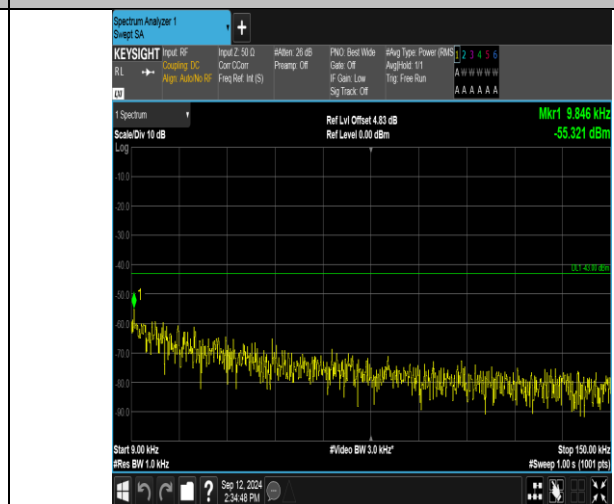 Spectrum Analyzer 1
Swept SA
+
KEYSIGHT Input: RF Input Z: 50 Ω #Atten: 26 dB PNO: Best Wide #Avg Type: Power (RMS 1 2 3 4 5 6
RL Coupling: DC Corr CCorr Preamp: Off Gate: Off Avg|Hold: 1/1 A W W W W W
Align: Auto/No RF Freq Ref: Int (S) IF Gain: Low Trig: Free Run
Sig Track: Off A A A A A A
1 Spectrum Ref Lvl Offset 4.83 dB Mkr1 9.846 kHz
Scale/Div 10 dB Ref Level 0.00 dBm -55.321 dBm
Log
-10.0
-20.0
-30.0
-40.0
DL1 -43.00 dBm
-50.0
1
-60.0
-70.0
-80.0
-90.0
Start 9.00 kHz #Video BW 3.0 kHz* Stop 150.00 kHz
#Res BW 1.0 kHz #Sweep 1.00 s (1001 pts)
? Sep 12, 2024
2:34:48 PM